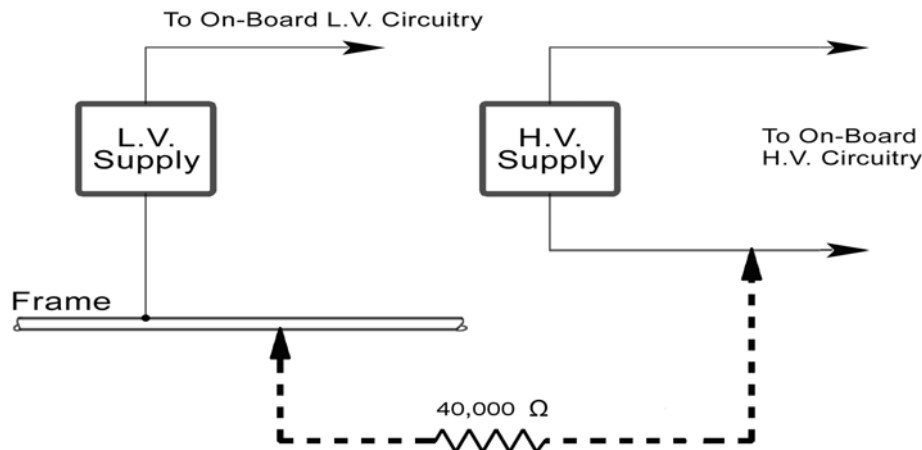 To On-Board L.V. Circuitry
L.V.
Supply
H.V.
Supply
To On-Board
H.V. Circuitry
Frame
40,000 Ω